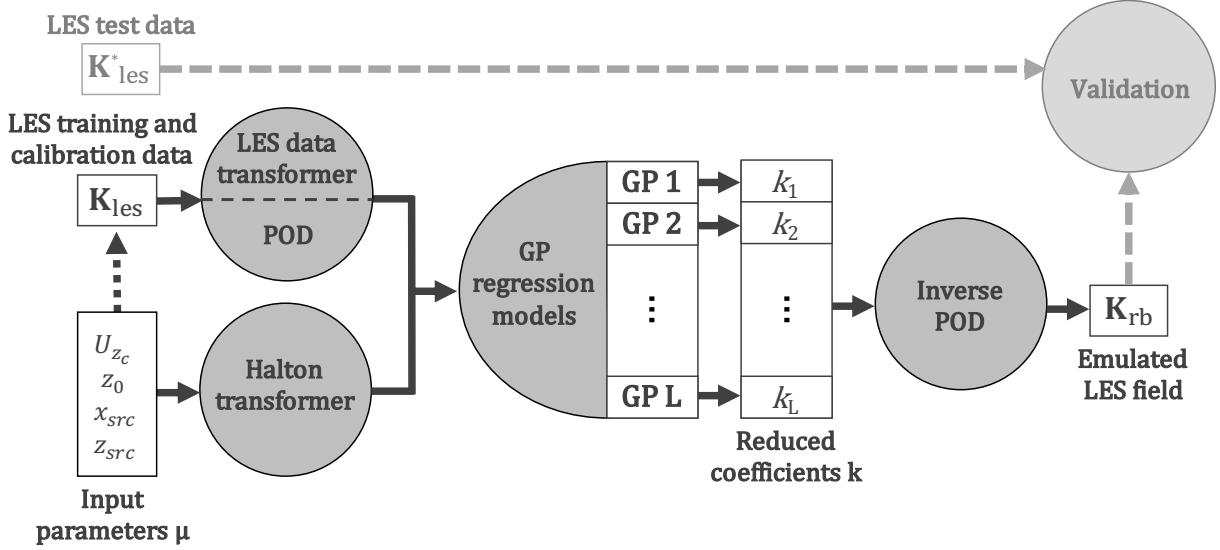 LES test data
K*les
Validation
LES training and
calibration data
Kles
LES data
transformer
POD
Uzc
z0
xsrc
zsrc
Input
parameters μ
Halton
transformer
GP
regression
models
GP 1
GP 2
⋮
GP L
k1
k2
⋮
kL
Reduced
coefficients k
Inverse
POD
Krb
Emulated
LES field